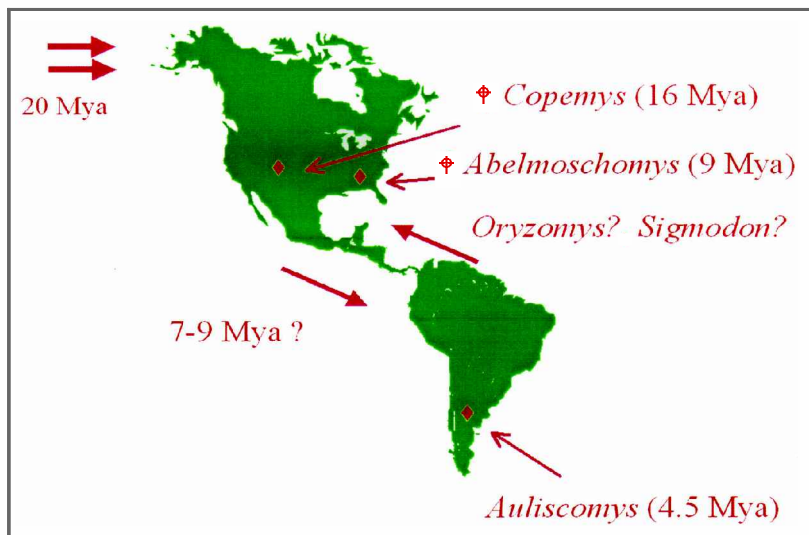 20 Mya
Copemys (16 Mya)
Abelmoschomys (9 Mya)
Oryzomys? Sigmodon?
7-9 Mya ?
Auliscomys (4.5 Mya)